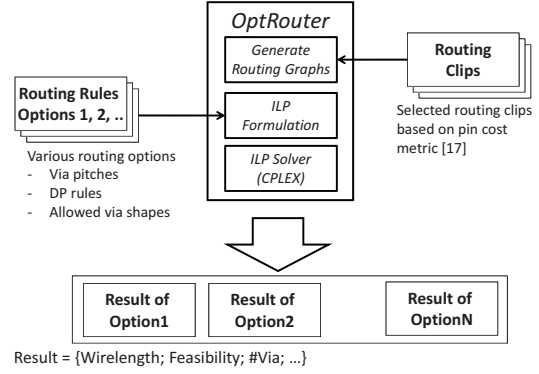 OptRouter
Generate
Routing Graphs
Routing
Clips
Routing Rules
Options 1, 2, ..
ILP
Formulation
Selected routing clips
based on pin cost
metric [17]
Various routing options
- Via pitches
- DP rules
- Allowed via shapes
ILP Solver
(CPLEX)
Result of
Option1
Result of
Option2
Result of
OptionN
Result = {Wirelength; Feasibility; #Via; ...}